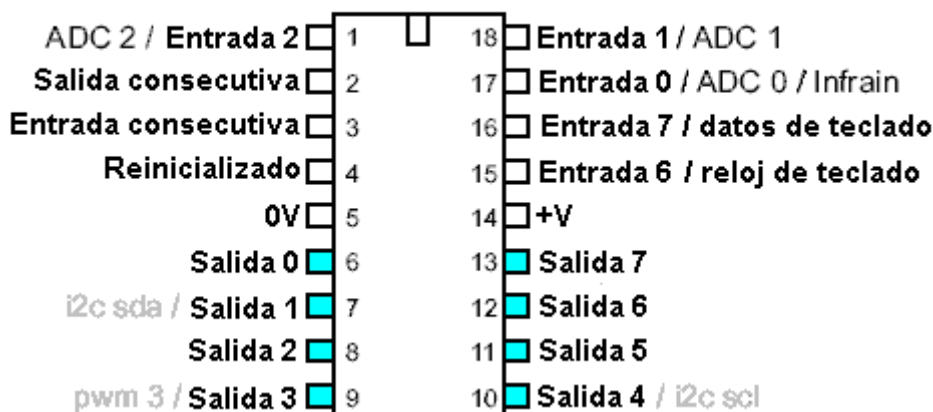 ADC 2 / Entrada 2 1 18 Entrada 1 / ADC 1
Salida consecutiva 2 17 Entrada 0 / ADC 0 / Infrain
Entrada consecutiva 3 16 Entrada 7 / datos de teclado
Reinicializado 4 15 Entrada 6 / reloj de teclado
0V 5 14 +V
Salida 0 6 13 Salida 7
i2c sda / Salida 1 7 12 Salida 6
Salida 2 8 11 Salida 5
pwm 3 / Salida 3 9 10 Salida 4 / i2c scl